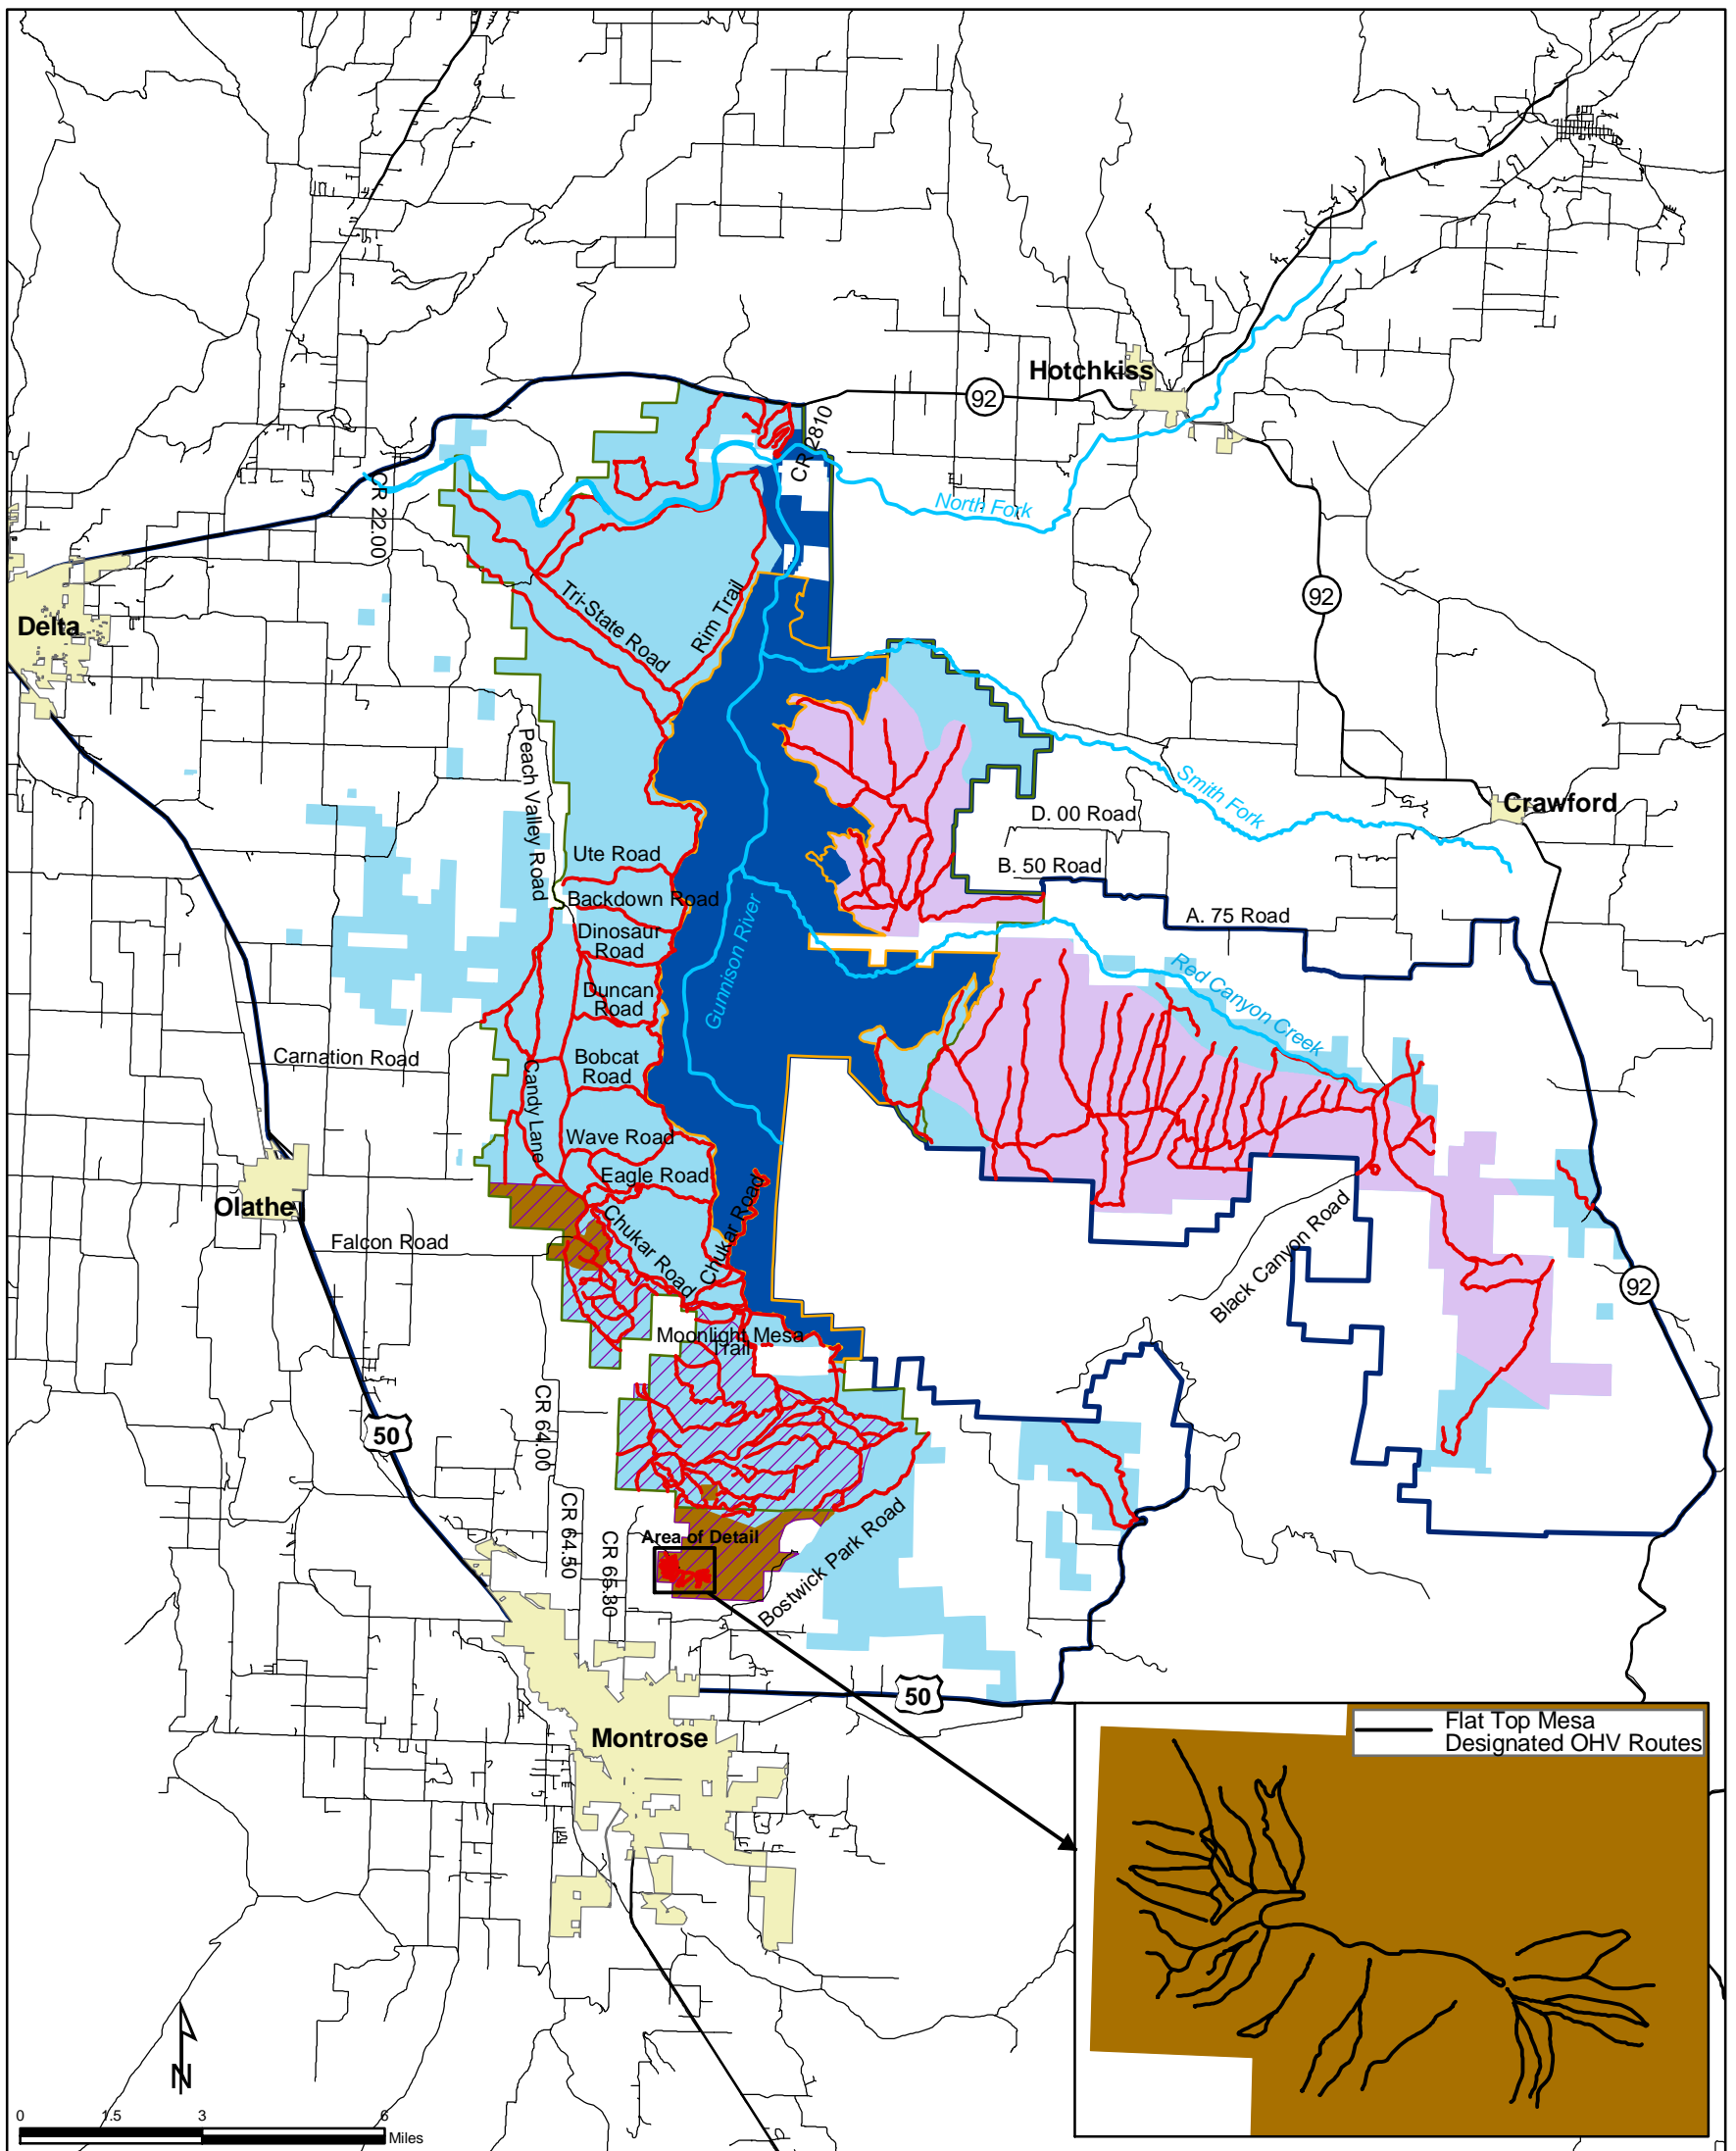 Hotchkiss
92
CR 2810
CR 22.00
North Fork
Delta
92
Tri-State Road
Rim Trail
Peach Valley Road
Smith Fork
Crawford
D. 00 Road
B. 50 Road
A. 75 Road
Ute Road
Backdown Road
Dinosaur
Road
Gunnison River
Duncan
Road
Red Canyon Creek
Carnation Road
Bobcat
Road
Candy Lane
Wave Road
Eagle Road
Olathe
Falcon Road
Chukar Road
Chukar Road
Black Canyon Road
92
Moonlight Mesa
Trail
CR 64.00
50
CR 64.50
CR 65.30
Area of Detail
Bostwick Park Road
50
Montrose
Flat Top Mesa
Designated OHV Routes
N
0 1.5 3 6
Miles